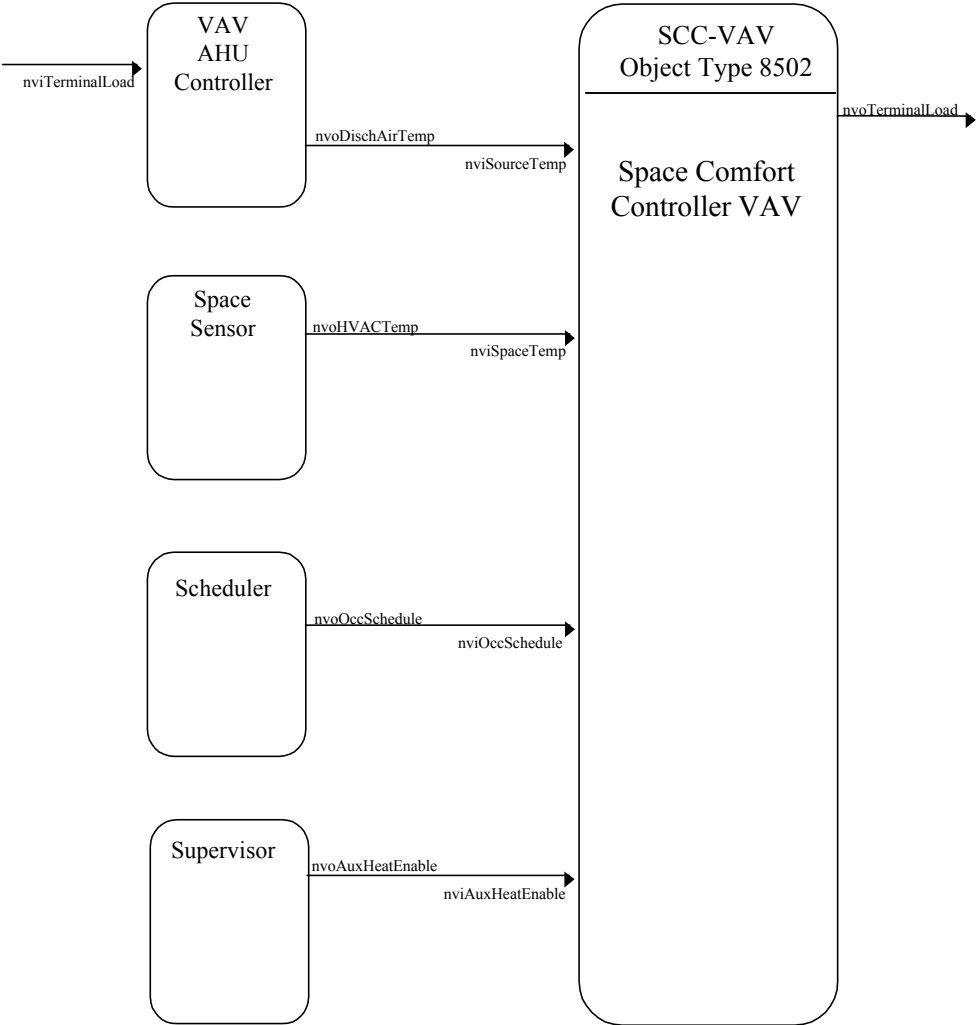 VAV
AHU
Controller
nviTerminalLoad
nvoDischAirTemp
nviSourceTemp
SCC-VAV
Object Type 8502
nvoTerminalLoad
Space Comfort
Controller VAV
Space
Sensor
nvoHVACTemp
nviSpaceTemp
Scheduler
nvoOccSchedule
nviOccSchedule
Supervisor
nvoAuxHeatEnable
nviAuxHeatEnable